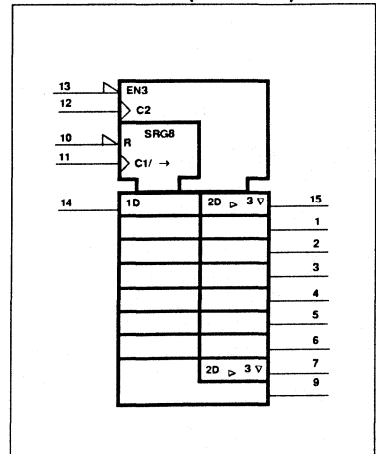 13 EN3
12 C2
SRG8
10 R
11 C1/ →
14 1D 2D ▷ 3 ▽ 15
1
2
3
4
5
6
2D ▷ 3 ▽ 7
9